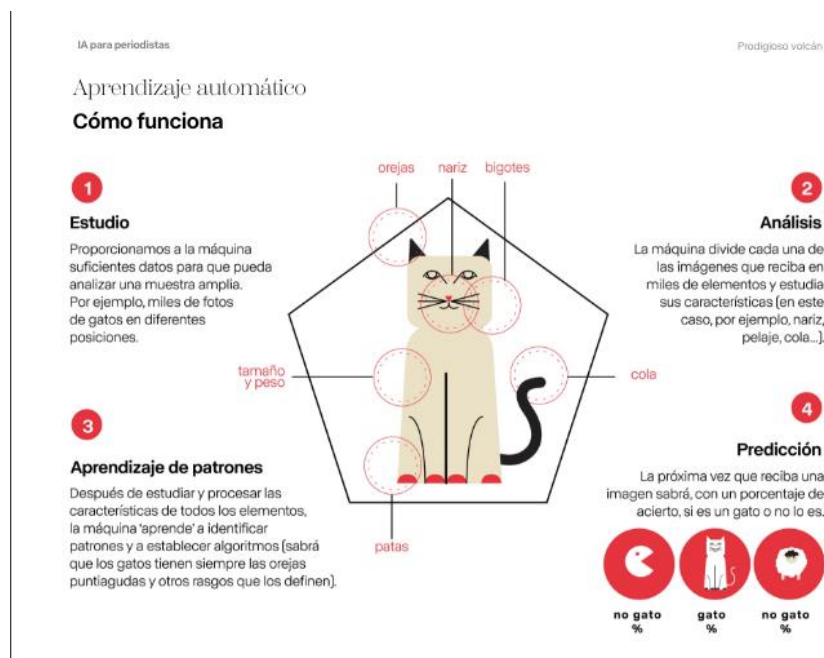 IA para periodistas
Prodigioso volcán
Aprendizaje automático
Cómo funciona
1
Estudio
Proporcionamos a la máquina
suficientes datos para que pueda
analizar una muestra amplia.
Por ejemplo, miles de fotos
de gatos en diferentes
posiciones.
orejas
nariz
bigotes
tamaño
y peso
cola
patas
2
Análisis
La máquina divide cada una de
las imágenes que reciba en
miles de elementos y estudia
sus características (en este
caso, por ejemplo, nariz,
pelaje, cola...).
3
Aprendizaje de patrones
Después de estudiar y procesar las
características de todos los elementos,
la máquina 'aprende' a identificar
patrones y a establecer algoritmos (sabrá
que los gatos tienen siempre las orejas
puntiagudas y otros rasgos que los definen).
4
Predicción
La próxima vez que reciba una
imagen sabrá, con un porcentaje de
acierto, si es un gato o no lo es.
no gato
%
gato
%
no gato
%